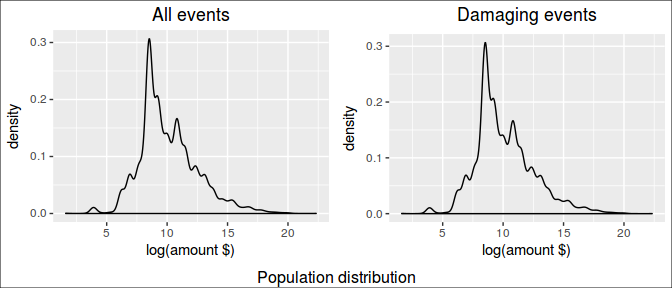 All events
Damaging events
0.3
0.2
0.1
0.0
density
5
10
15
20
log(amount $)
0.3
0.2
0.1
0.0
density
5
10
15
20
log(amount $)
Population distribution